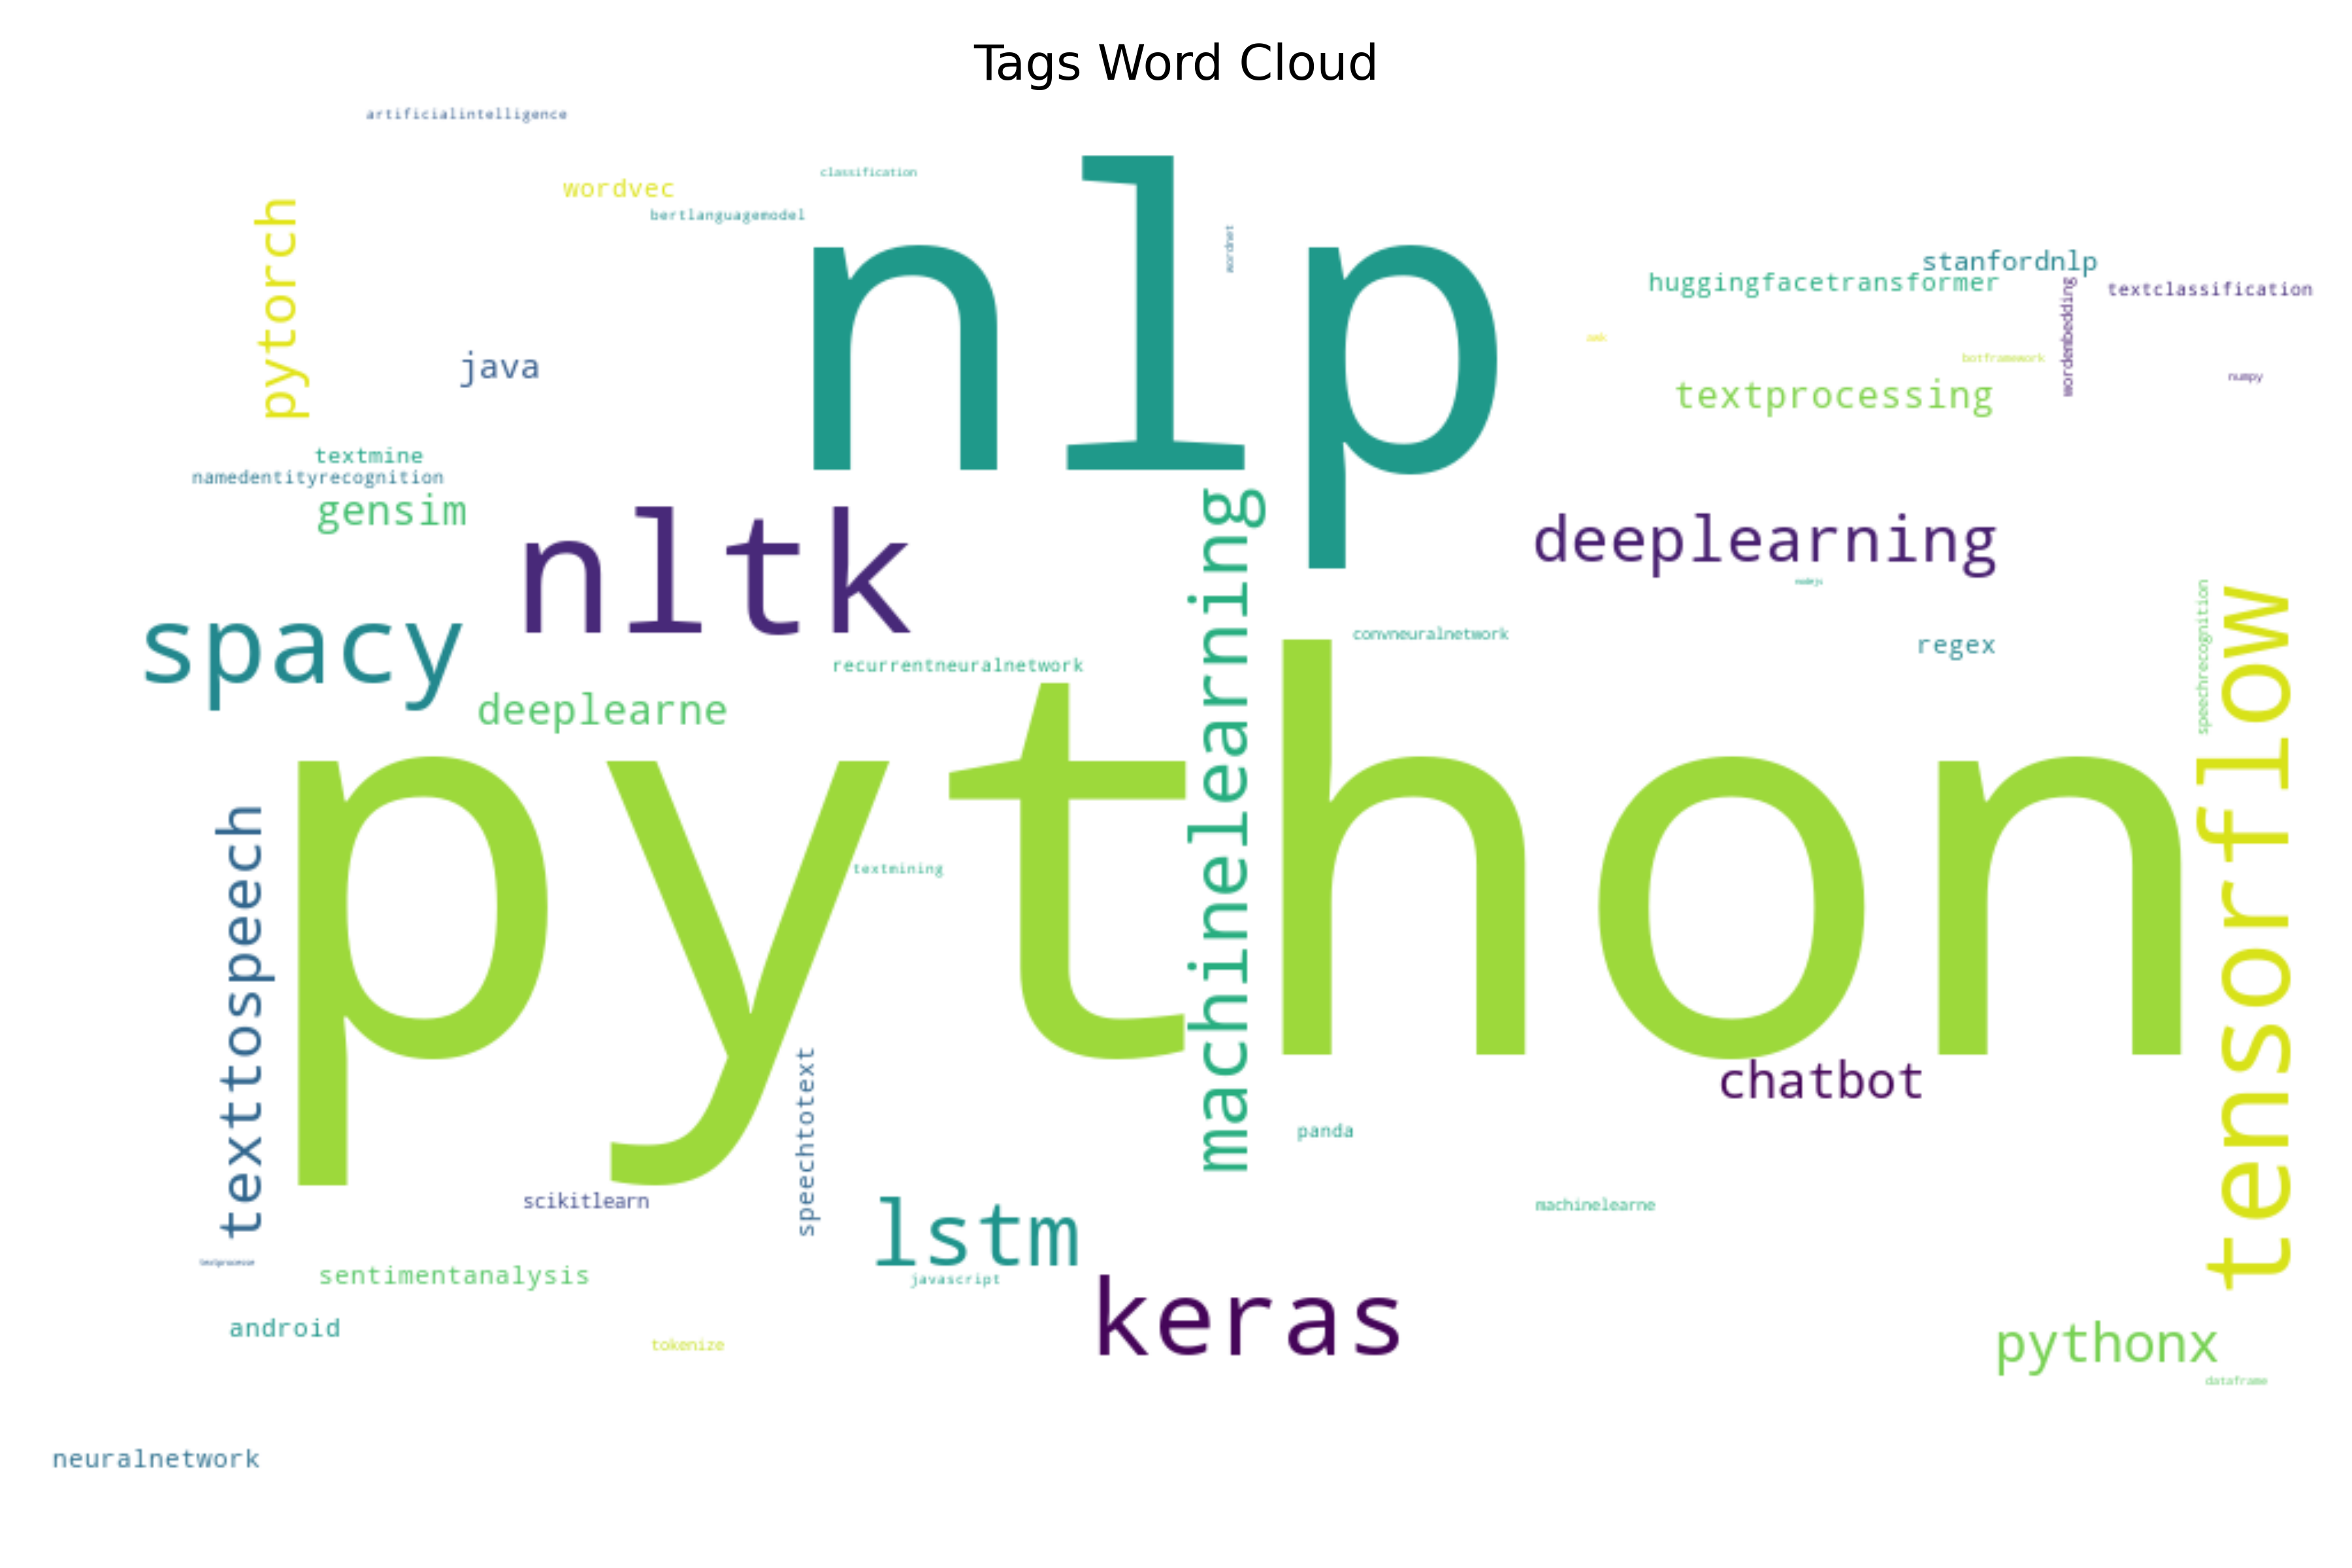 Tags Word Cloud
artificialintelligence
classification
wordvec
bertlanguagemodel
nlp
wordnet
pytorch
stanfordnlp
huggingfacetransformer
textclassification
wordembedding
awk
botframework
java
numpy
textprocessing
textmine
namedentityrecognition
gensim
nltk
machinelearning
deeplearning
nodejs
spacy
convneuralnetwork
regex
speechrecognition
recurrentneuralnetwork
deeplearne
tensorflow
python
texttospeech
textmining
chatbot
speechtotext
panda
scikitlearn
machinelearne
lstm
sentimentanalysis
javascript
keras
android
tokenize
pythonx
dataframe
neuralnetwork